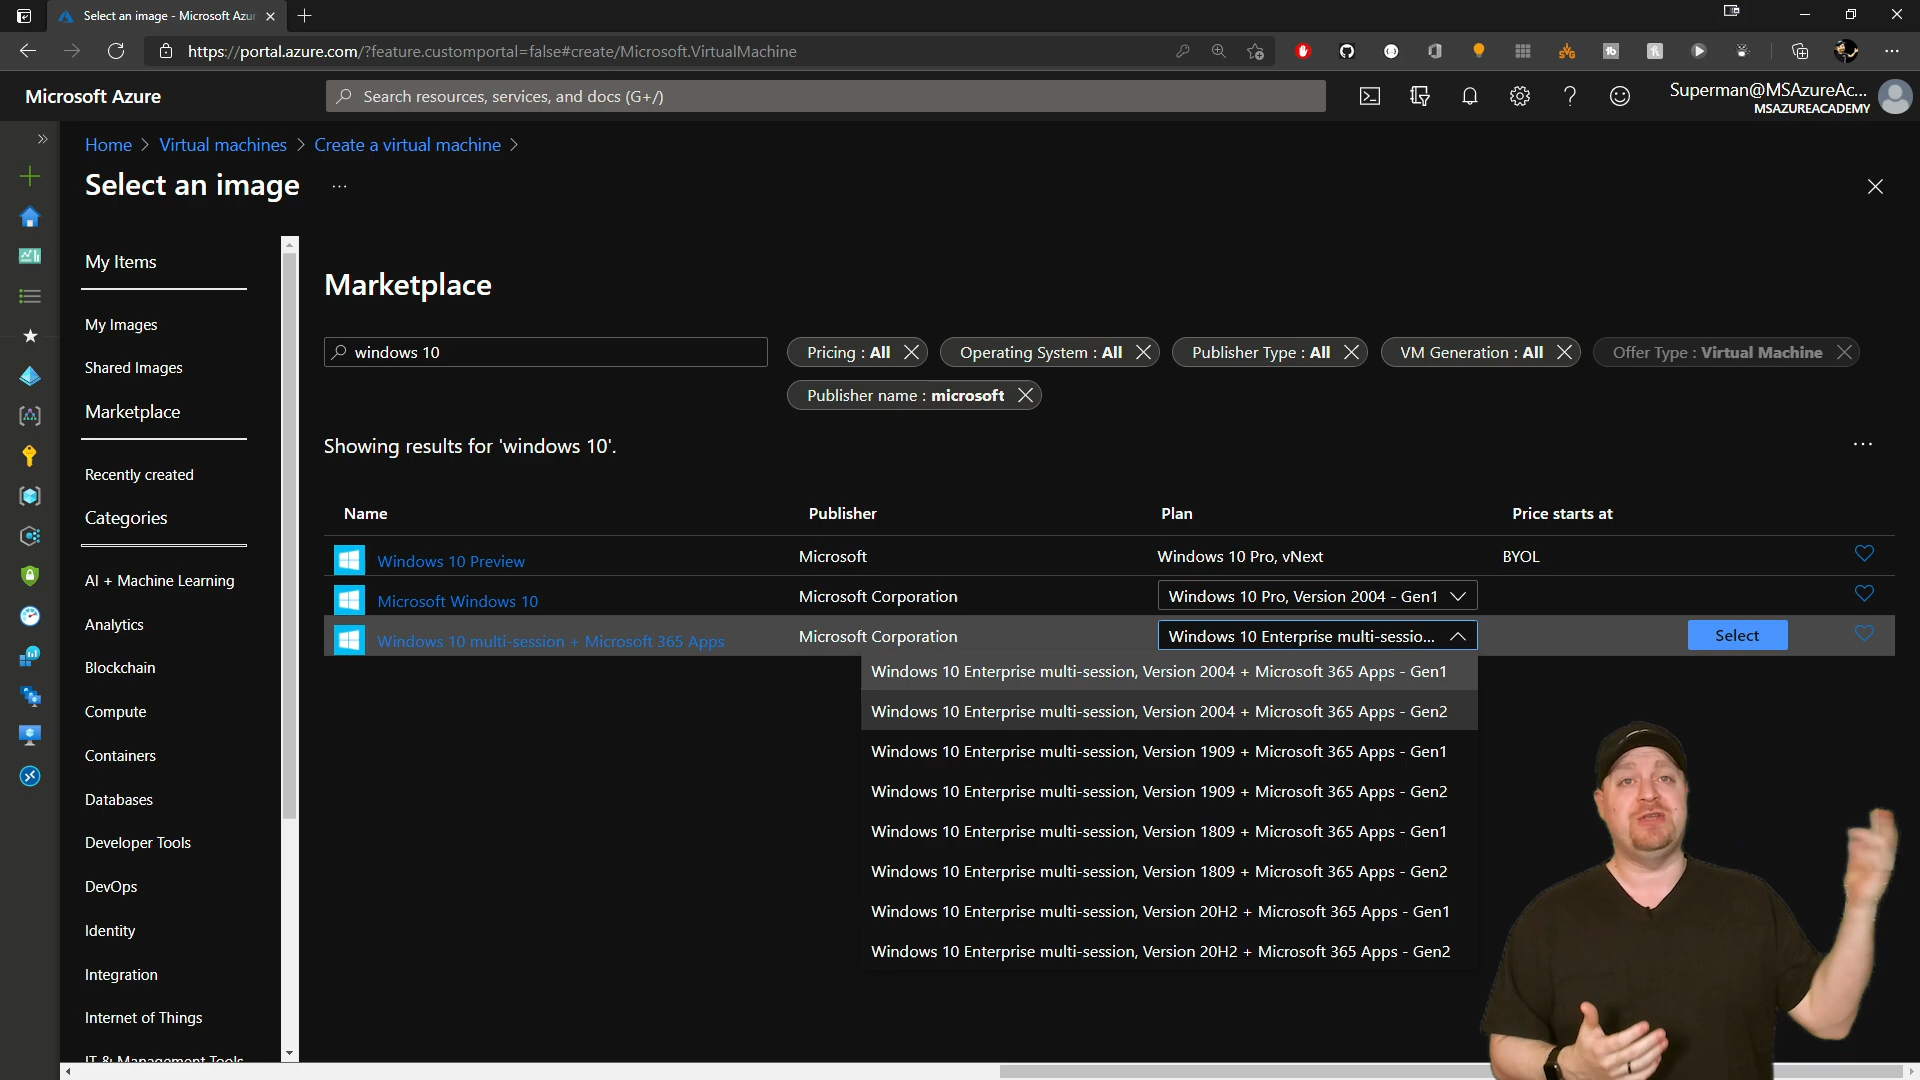 Select an image - Microsoft Azu
https://portal.azure.com/?feature.customportal=false#create/Microsoft.VirtualMachine
Microsoft Azure
Search resources, services, and docs (G+/)
Superman@MSAzureAc...
MSAZUREACADEMY
Home > Virtual machines > Create a virtual machine >
Select an image ...
My Items
My Images
Shared Images
Marketplace
Recently created
Categories
AI + Machine Learning
Analytics
Blockchain
Compute
Containers
Databases
Developer Tools
DevOps
Identity
Integration
Internet of Things
IT & Management Tools
Marketplace
windows 10
Pricing : All
Operating System : All
Publisher Type : All
VM Generation : All
Offer Type : Virtual Machine
Publisher name : microsoft
Showing results for 'windows 10'.
Name Publisher Plan Price starts at
Windows 10 Preview Microsoft Windows 10 Pro, vNext BYOL
Microsoft Windows 10 Microsoft Corporation Windows 10 Pro, Version 2004 - Gen1
Windows 10 multi-session + Microsoft 365 Apps Microsoft Corporation Windows 10 Enterprise multi-sessio... Select
Windows 10 Enterprise multi-session, Version 2004 + Microsoft 365 Apps - Gen1
Windows 10 Enterprise multi-session, Version 2004 + Microsoft 365 Apps - Gen2
Windows 10 Enterprise multi-session, Version 1909 + Microsoft 365 Apps - Gen1
Windows 10 Enterprise multi-session, Version 1909 + Microsoft 365 Apps - Gen2
Windows 10 Enterprise multi-session, Version 1809 + Microsoft 365 Apps - Gen1
Windows 10 Enterprise multi-session, Version 1809 + Microsoft 365 Apps - Gen2
Windows 10 Enterprise multi-session, Version 20H2 + Microsoft 365 Apps - Gen1
Windows 10 Enterprise multi-session, Version 20H2 + Microsoft 365 Apps - Gen2